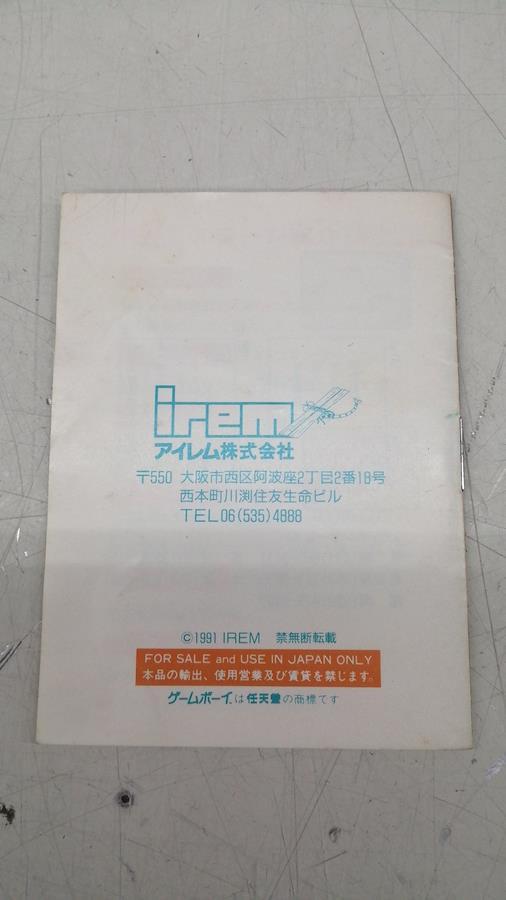 irem
アイレム株式会社
〒550 大阪市西区阿波座2丁目2番18号
西本町川渕住友生命ビル
TEL06(535)4888
©1991 IREM 禁無断転載
FOR SALE and USE IN JAPAN ONLY
本品の輸出、使用営業及び賃貸を禁じます。
ゲームボーイは任天堂の商標です